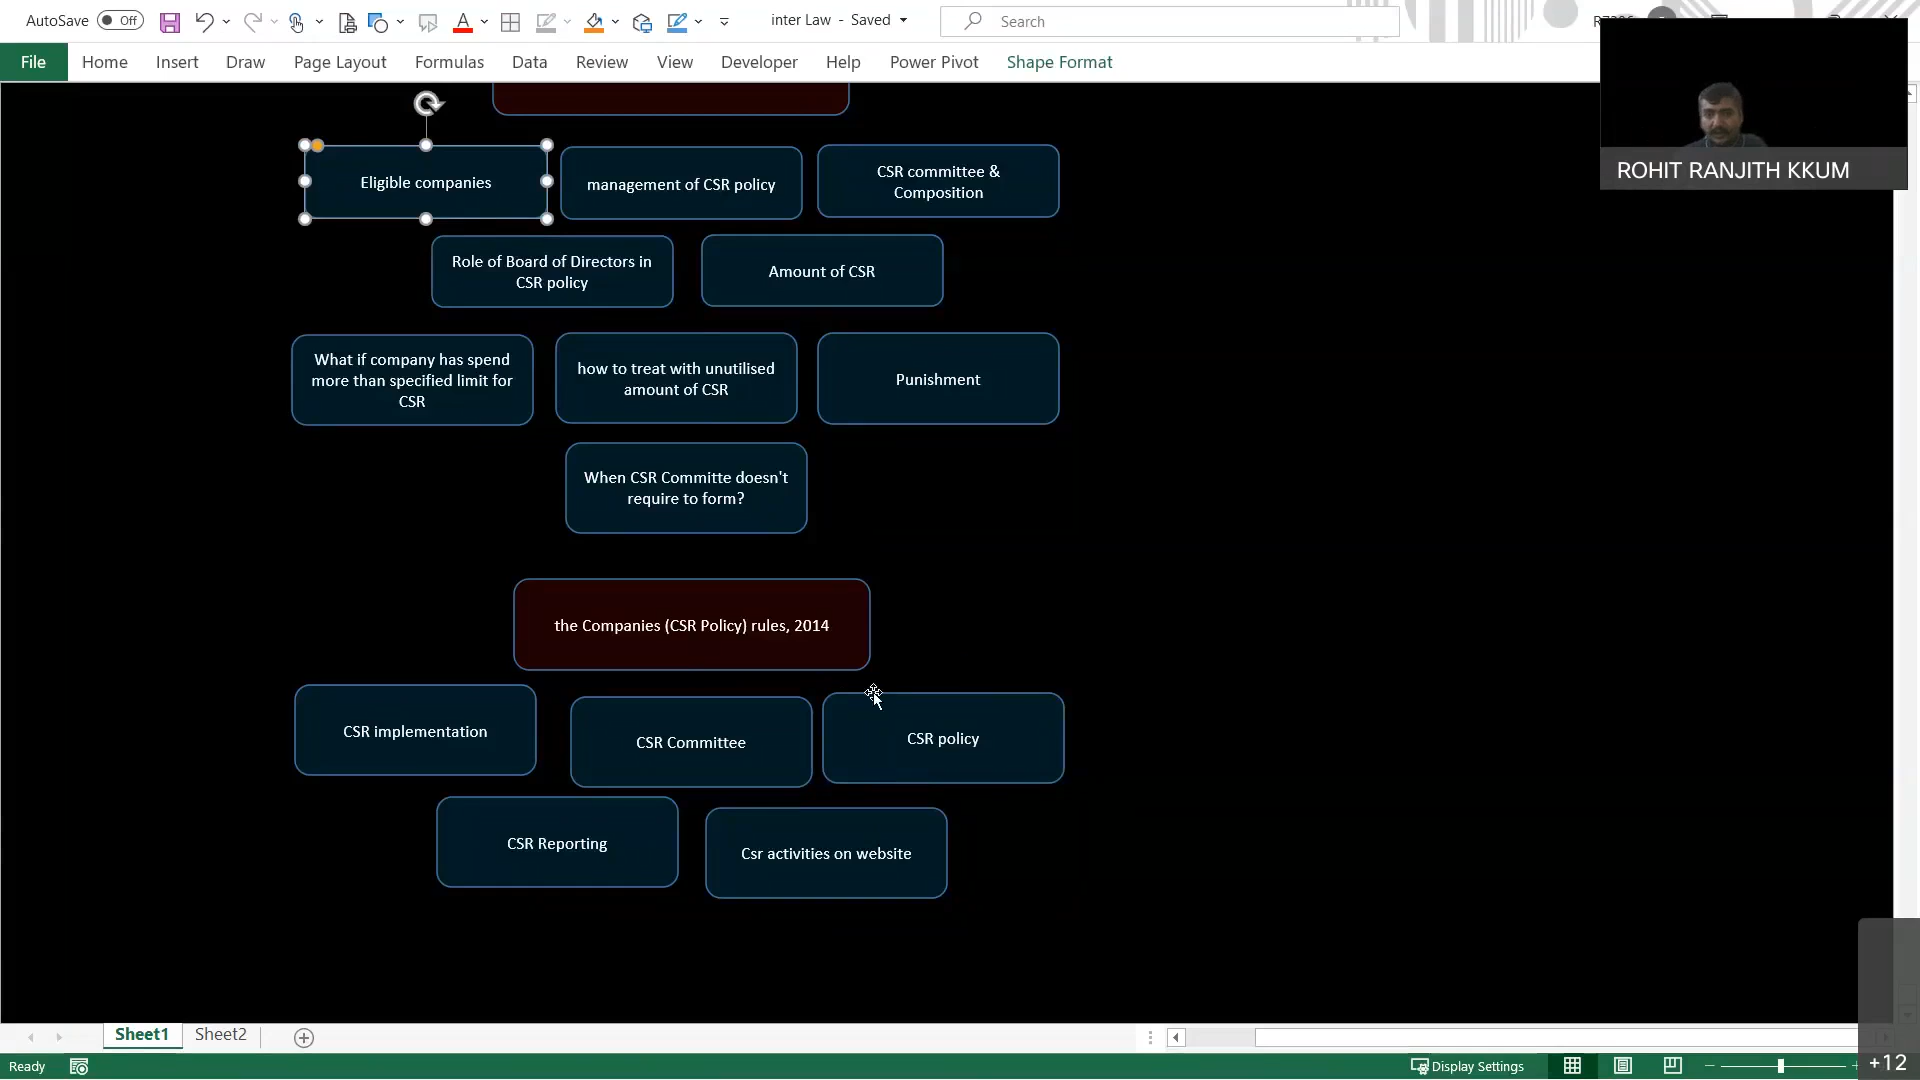 AutoSave Off
inter Law - Saved
Search
File Home Insert Draw Page Layout Formulas Data Review View Developer Help Power Pivot Shape Format
ROHIT RANJITH KKUM
Eligible companies
management of CSR policy
CSR committee &
Composition
Role of Board of Directors in
CSR policy
Amount of CSR
What if company has spend
more than specified limit for
CSR
how to treat with unutilised
amount of CSR
Punishment
When CSR Committe doesn't
require to form?
the Companies (CSR Policy) rules, 2014
CSR implementation
CSR Committee
CSR policy
CSR Reporting
Csr activities on website
Sheet1 Sheet2
Ready
Display Settings
+12